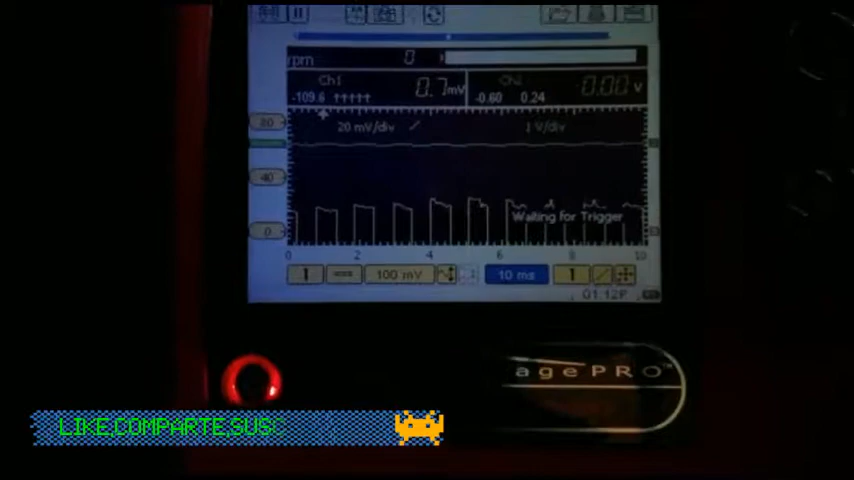 rpm 0
Ch1 Ch2
-109.6 ↑↑↑↑↑ 0.7 mV -0.60 0.24 0.00 V
80 20 mV/div 1 V/div
40
Waiting for Trigger
0
0 2 4 6 8 10
1 100 mV 10 ms 1
01:12P
agePRO
LIKE,COMPARTE,SUSC